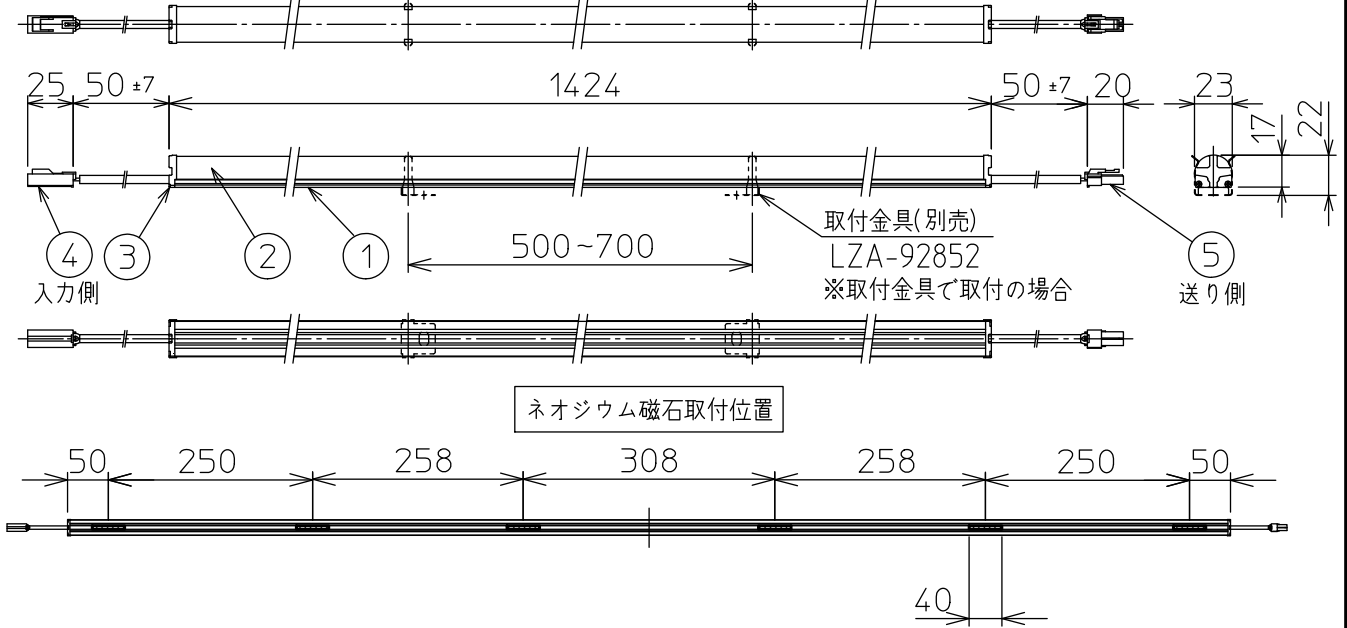 25 50 ±7 1424 50 ±7 20 23
17 22
取付金具(別売)
LZA-92852
※取付金具で取付の場合
500~700
④ ③ ② ① ⑤
入力側
送り側
ネオジウム磁石取付位置
50 250 258 308 258 250 50
40